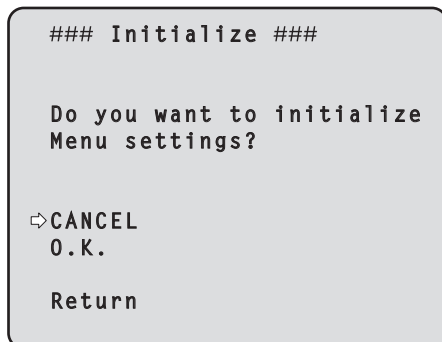 ### Initialize ###
Do you want to initialize
Menu settings?
⇨CANCEL
O.K.
Return